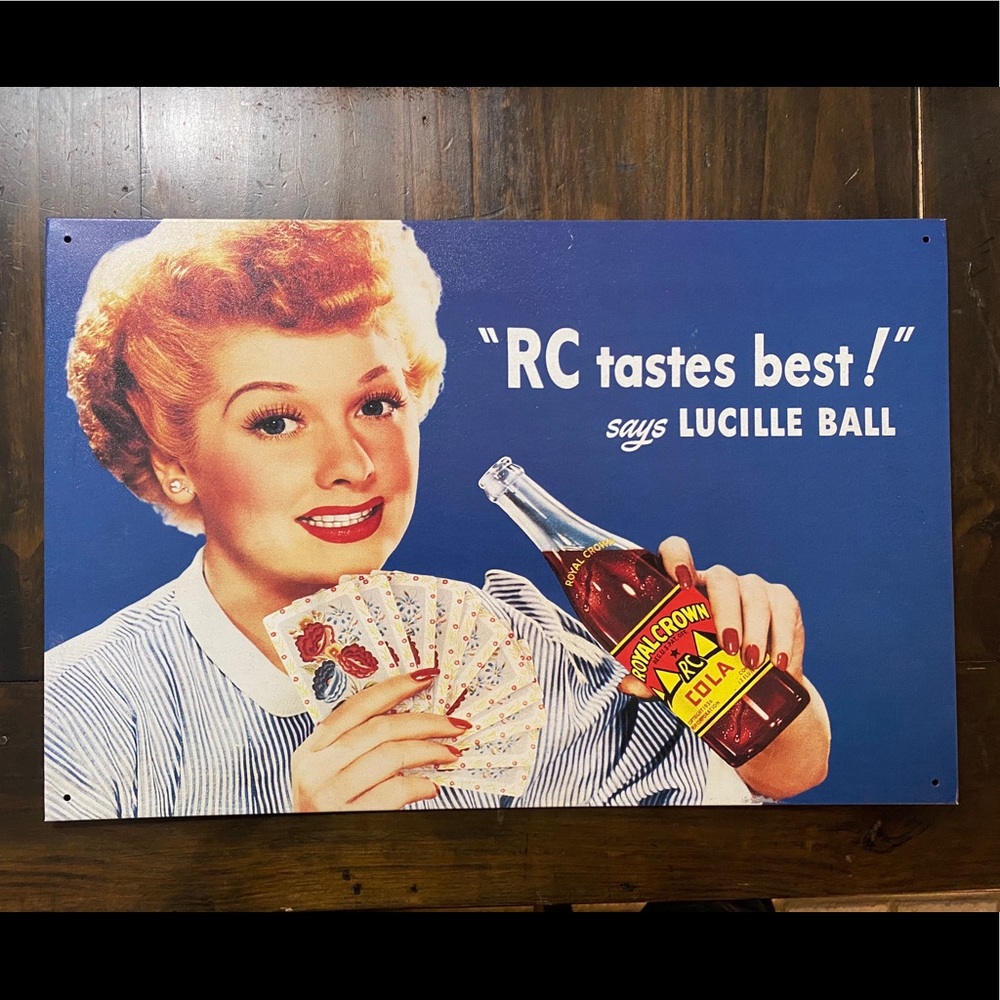 "RC tastes best!"
says LUCILLE BALL
ROYAL CROWN
ROYAL CROWN
RC
COLA